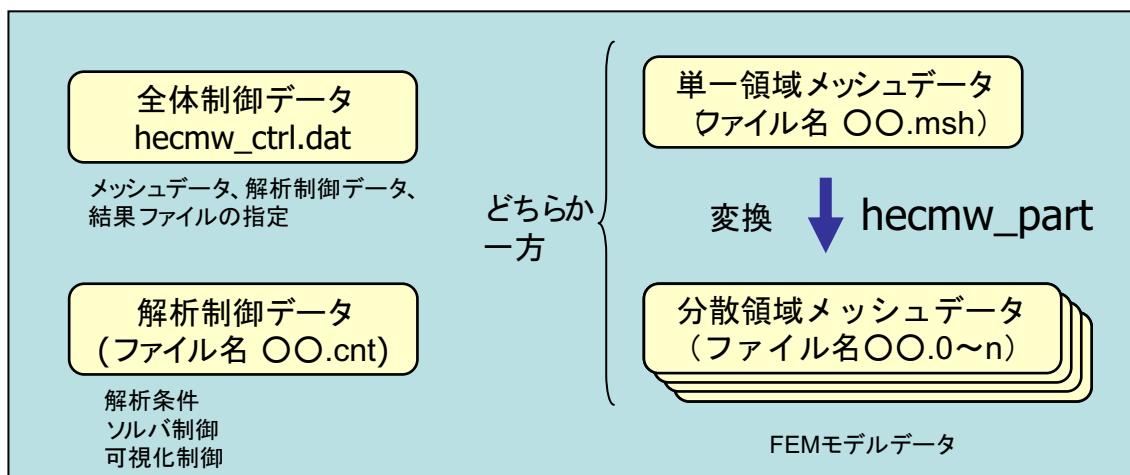 全体制御データ
hecmw_ctrl.dat
メッシュデータ、解析制御データ、
結果ファイルの指定
解析制御データ
(ファイル名 〇〇.cnt)
解析条件
ソルバ制御
可視化制御
どちらか
一方
単一領域メッシュデータ
(ファイル名 〇〇.msh)
変換
hecmw_part
分散領域メッシュデータ
(ファイル名〇〇.0~n)
FEMモデルデータ